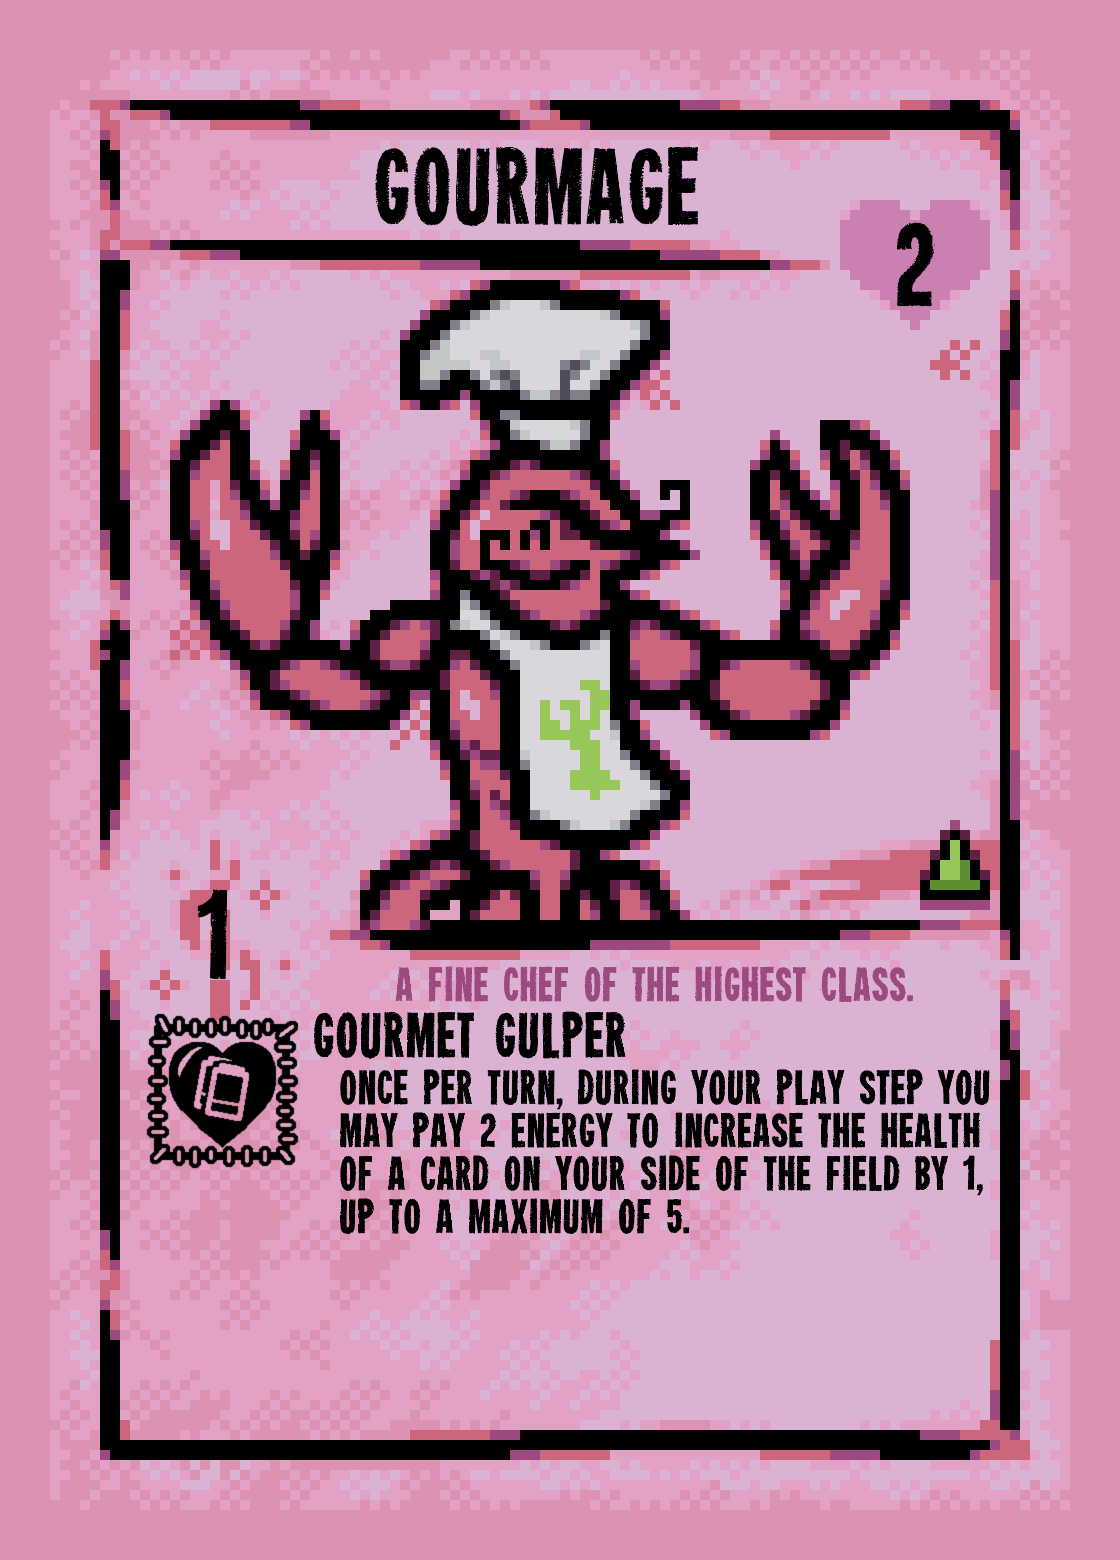 GOURMAGE
2
1
A FINE CHEF OF THE HIGHEST CLASS.
GOURMET GULPER
ONCE PER TURN, DURING YOUR PLAY STEP YOU
MAY PAY 2 ENERGY TO INCREASE THE HEALTH
OF A CARD ON YOUR SIDE OF THE FIELD BY 1,
UP TO A MAXIMUM OF 5.